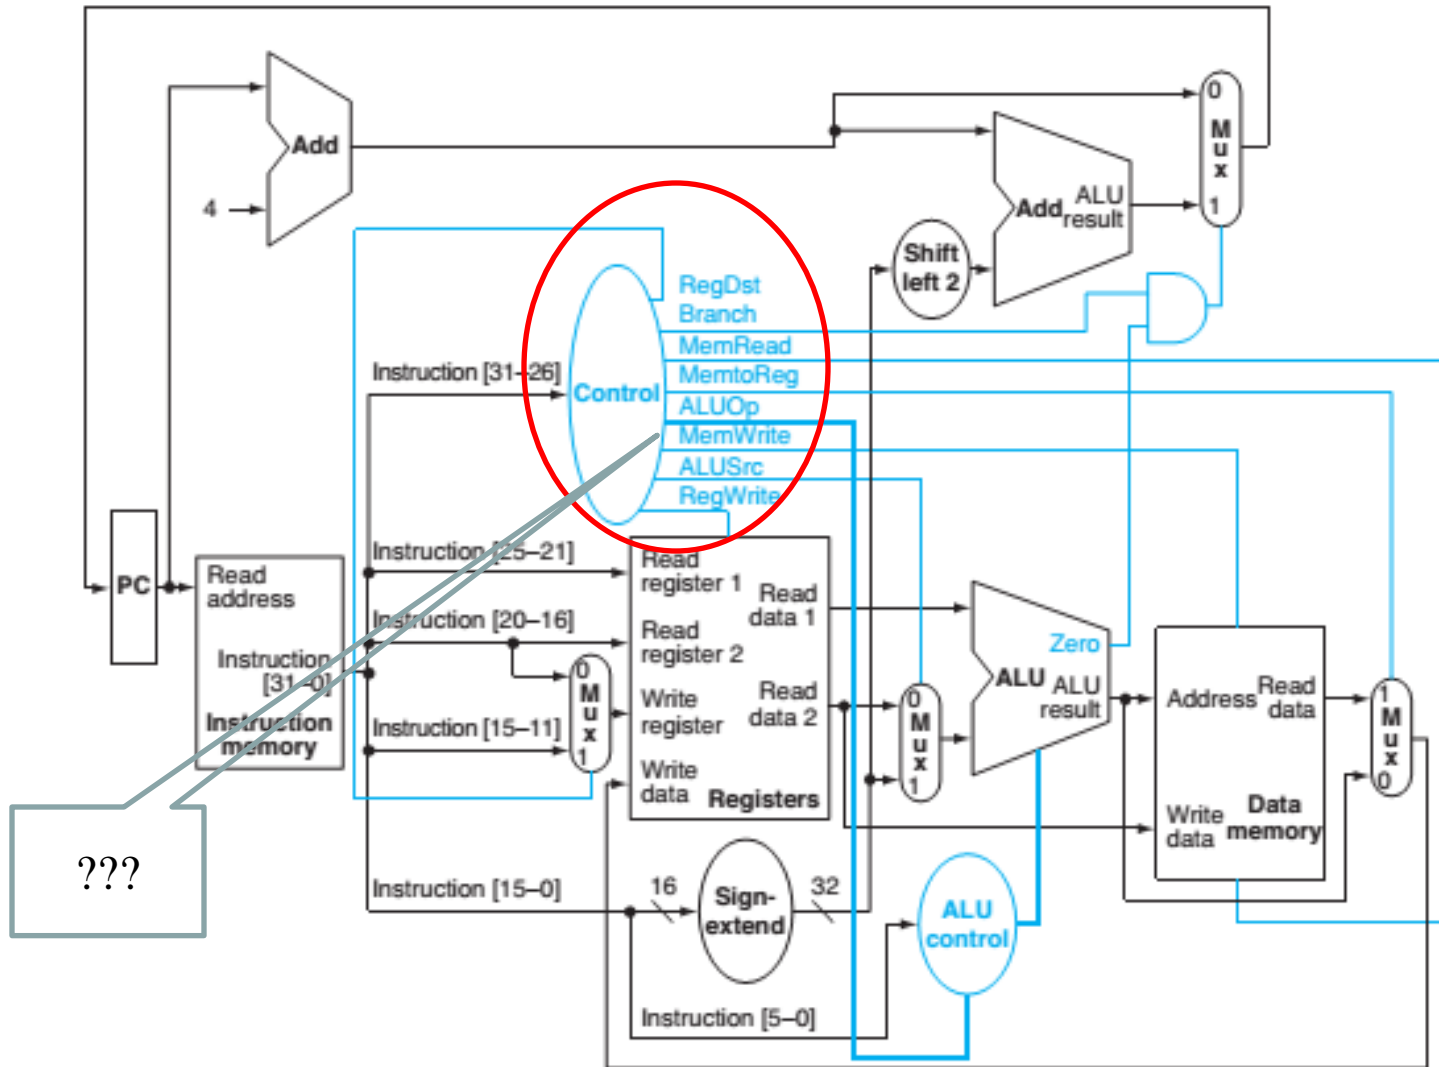 Add
4
0
Mux
1
Add
ALU
result
Shift
left 2
RegDst
Branch
MemRead
MemtoReg
ALUOp
MemWrite
ALUSrc
RegWrite
Control
Instruction [31–26]
Instruction [25–21]
Instruction [20–16]
Instruction [15–11]
Instruction [15–0]
Instruction [5–0]
PC
Read
address
Instruction
[31–0]
Instruction
memory
0
Mux
1
Read
register 1
Read
register 2
Write
register
Write
data
Read
data 1
Read
data 2
Registers
0
Mux
1
Zero
ALU
ALU
result
Address
Read
data
Write
data
Data
memory
1
Mux
0
???
16
Sign-
extend
32
ALU
control